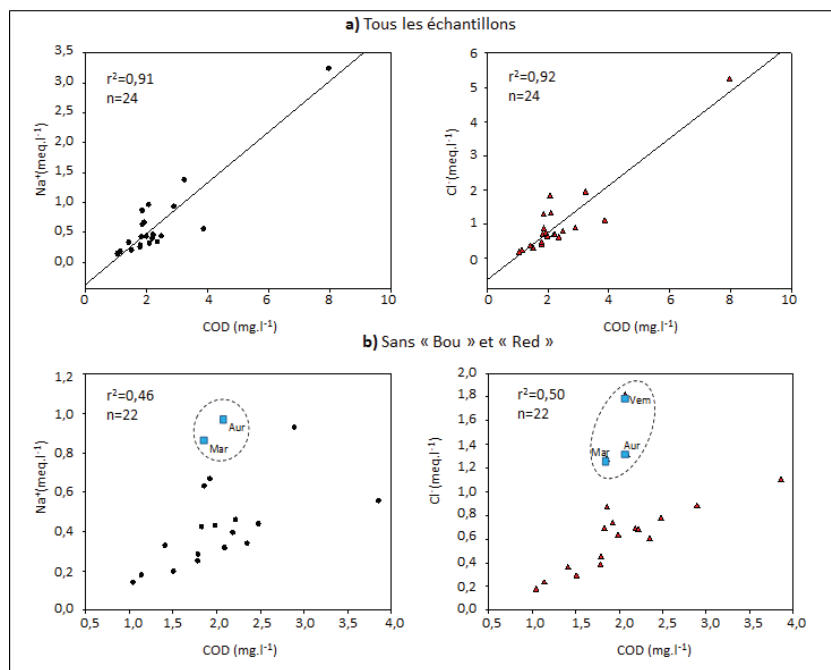 a) Tous les échantillons
3,5
3,0
2,5
2,0
1,5
1,0
0,5
0,0
Na⁺(meq.l⁻¹)
r²=0,91
n=24
0 2 4 6 8 10
COD (mg.l⁻¹)
6
5
4
3
2
1
0
Cl⁻(meq.l⁻¹)
r²=0,92
n=24
0 2 4 6 8 10
COD (mg.l⁻¹)
b) Sans « Bou » et « Red »
1,2
1,0
0,8
0,6
0,4
0,2
0,0
Na⁺(meq.l⁻¹)
r²=0,46
n=22
Aur
Mar
0,5 1,0 1,5 2,0 2,5 3,0 3,5 4,0
COD (mg.l⁻¹)
2,0
1,8
1,6
1,4
1,2
1,0
0,8
0,6
0,4
0,2
0,0
Cl⁻(meq.l⁻¹)
r²=0,50
n=22
Vem
Aur
Mar
0,5 1,0 1,5 2,0 2,5 3,0 3,5 4,0
COD (mg.l⁻¹)